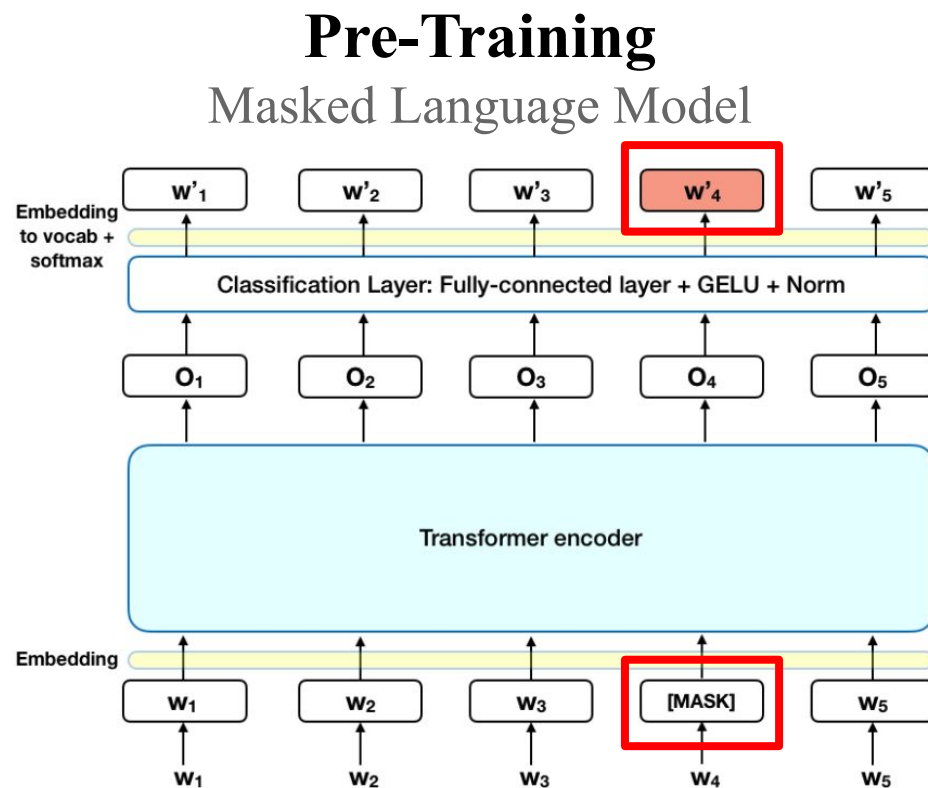 Pre-Training
Masked Language Model
w'₁ w'₂ w'₃ w'₄ w'₅
Embedding
to vocab +
softmax
Classification Layer: Fully-connected layer + GELU + Norm
O₁ O₂ O₃ O₄ O₅
Transformer encoder
Embedding
w₁ w₂ w₃ [MASK] w₅
w₁ w₂ w₃ w₄ w₅